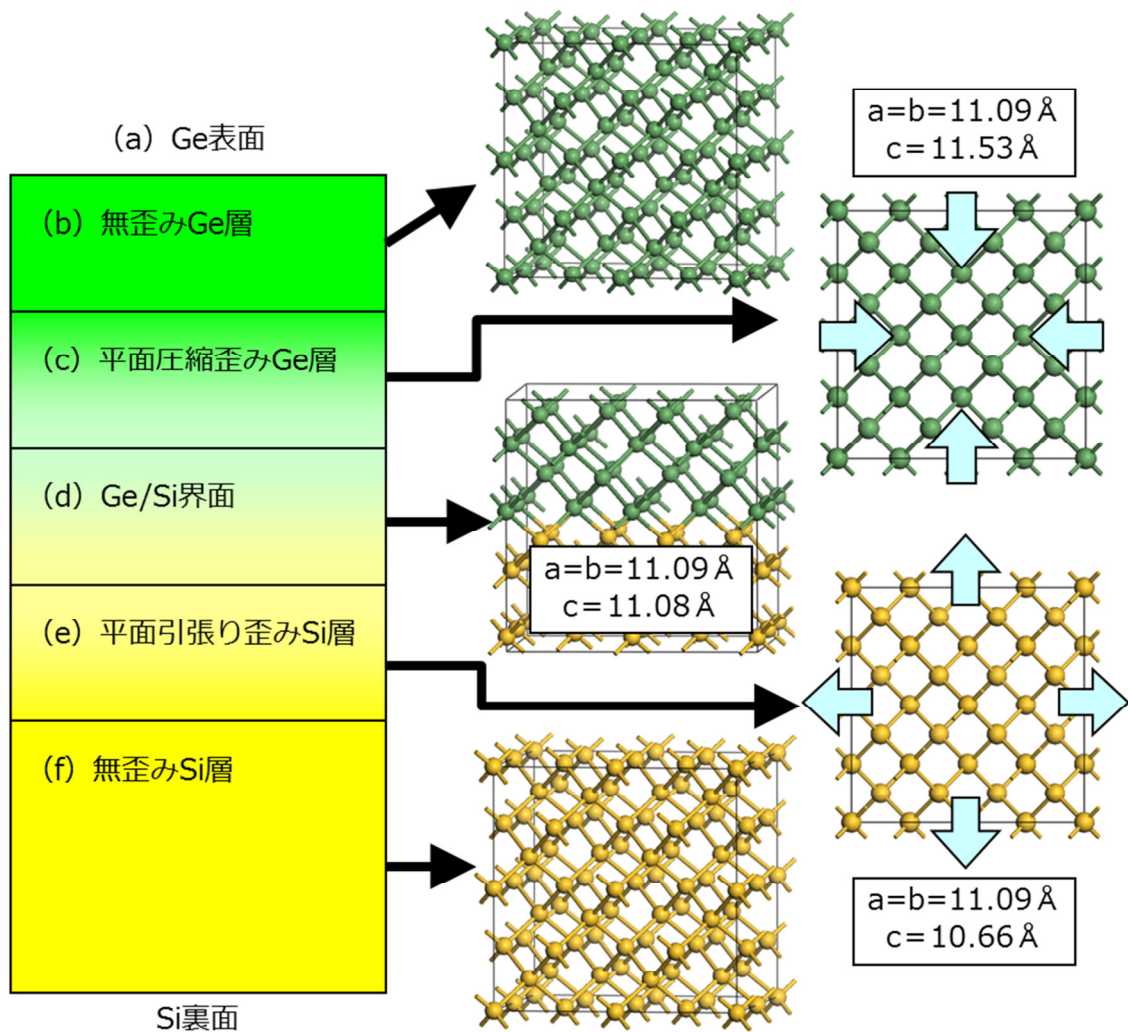 (a) Ge表面
(b) 無歪みGe層
(c) 平面圧縮歪みGe層
(d) Ge/Si界面
(e) 平面引張り歪みSi層
(f) 無歪みSi層
Si裏面
a=b=11.09Å
c=11.53Å
a=b=11.09Å
c=11.08Å
a=b=11.09Å
c=10.66Å